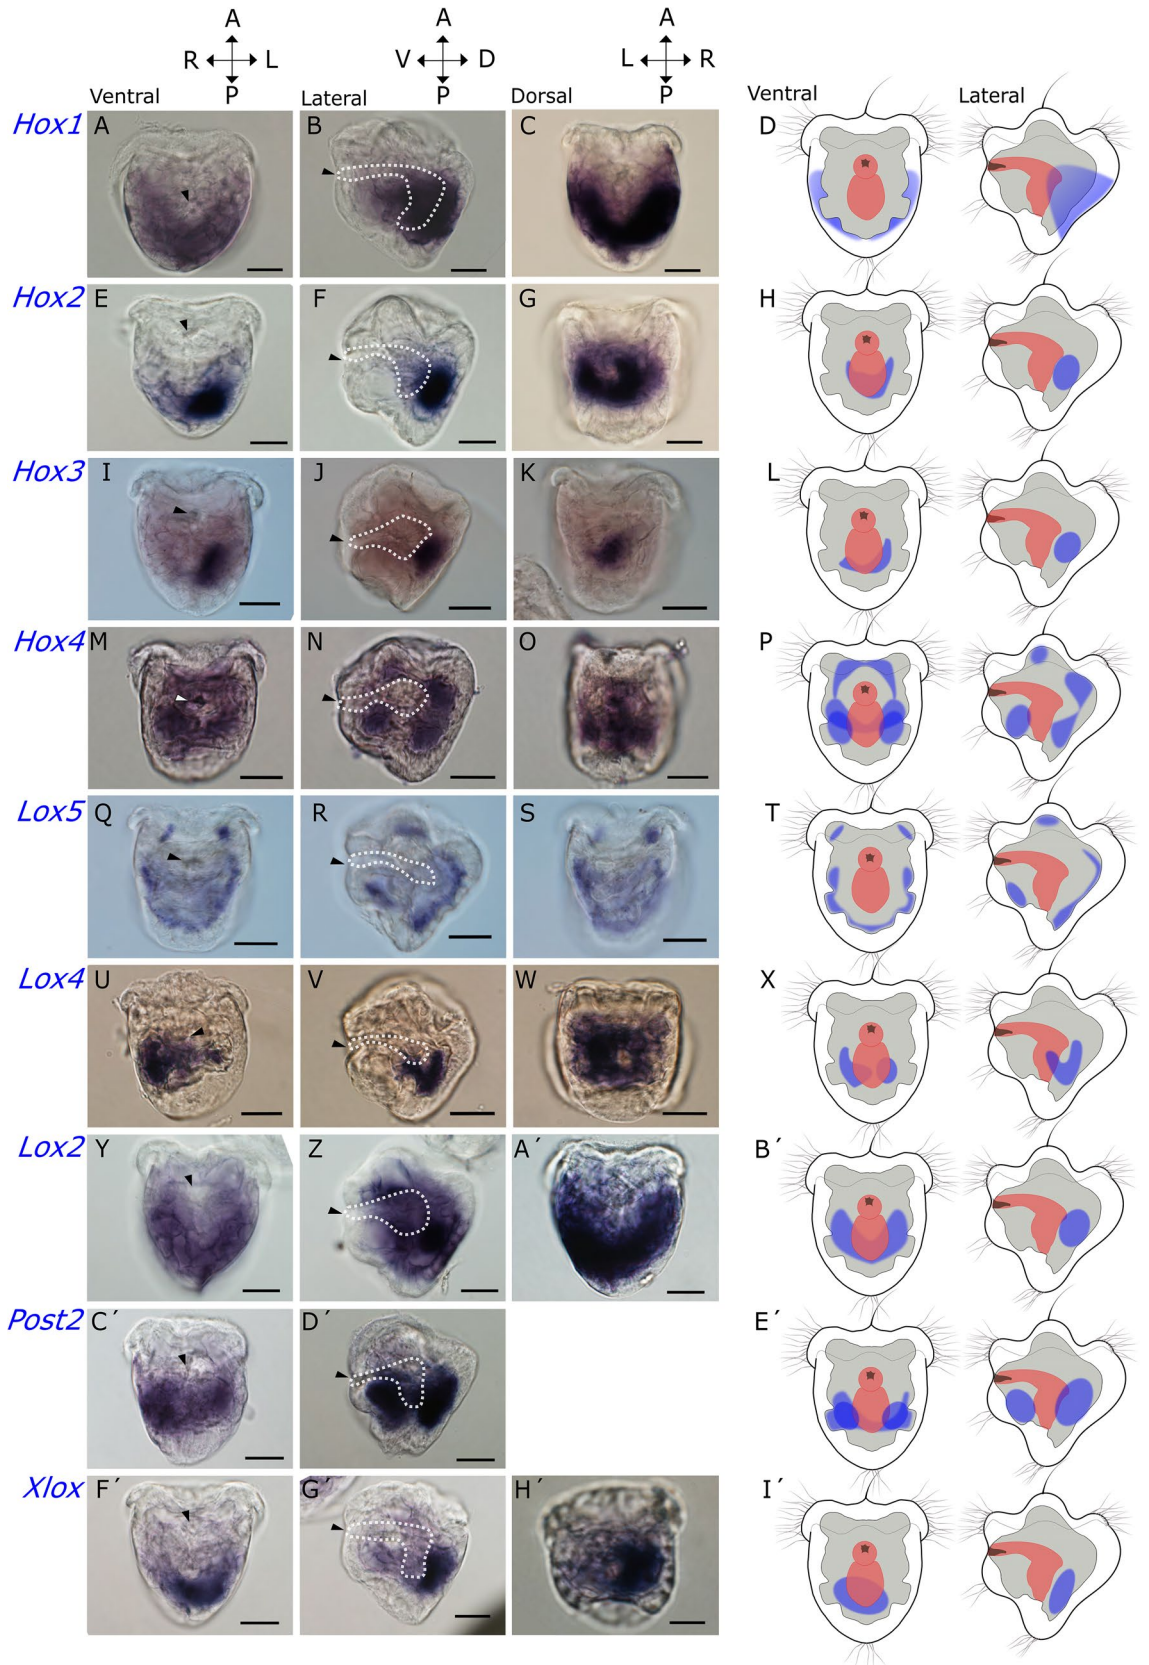 A A A
R L V D L R
P P P
Ventral Lateral Dorsal Ventral Lateral
Hox1 A B C D
Hox2 E F G H
Hox3 I J K L
Hox4 M N O P
Lox5 Q R S T
Lox4 U V W X
Lox2 Y Z A´ B´
Post2 C´ D´ E´
Xlox F´ G´ H´ I´